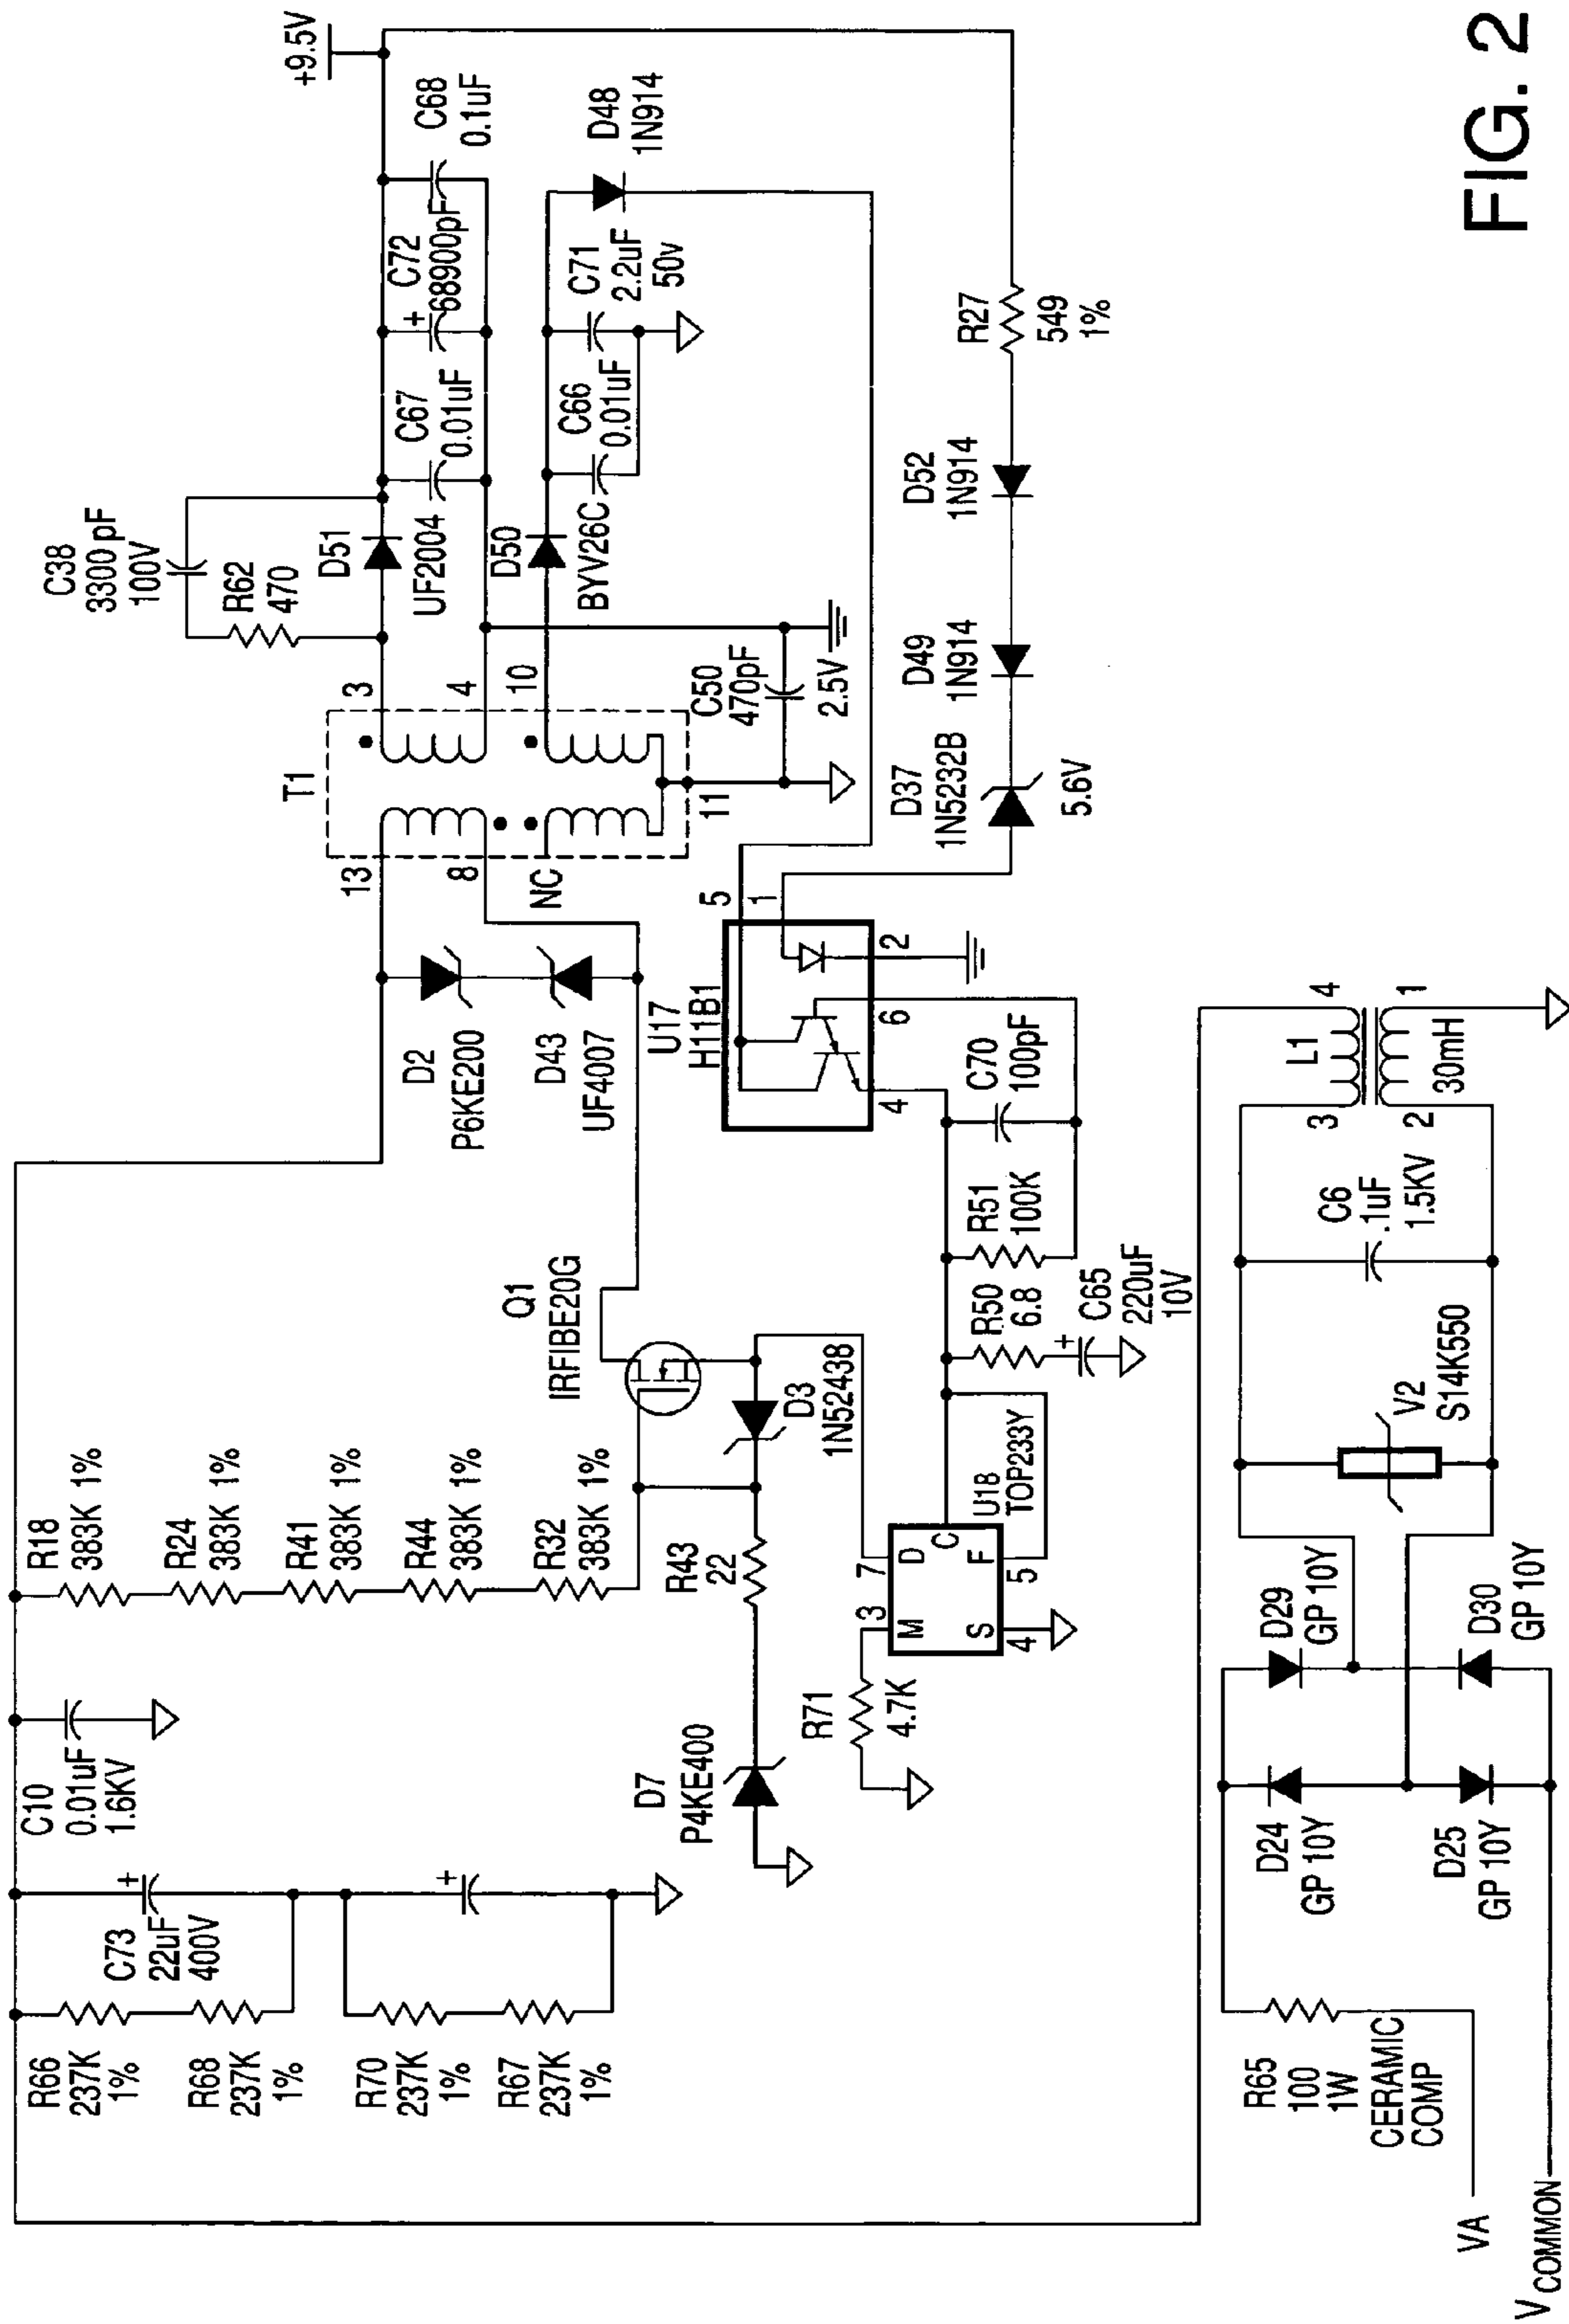 +9.5V
C38
3300 pF
100V
R62
470
D51
UF2004
C67
0.01uF
C72
68900pF
+
C68
0.1uF
T1
3
4
10
11
13
8
NC
D50
BYV26C
C66
0.01uF
C71
2.2uF
50v
D48
1N914
C50
470pF
2.5V
D2
P6KE200
D43
UF4007
U17
H11B1
5
1
2
6
4
D37
1N5232B
5.6V
D49
1N914
D52
1N914
R27
549
1%
C70
100pF
R51
100K
R50
6.8
+
C65
220uF
10V
Q1
IRFIBE20G
D3
1N52438
R18
383K 1%
R24
383K 1%
R41
383K 1%
R44
383K 1%
R32
383K 1%
R43
22
D7
P4KE400
U18
TOP233Y
7
D
C
F
5
3
M
S
4
R71
4.7K
C10
0.01uF
1.6KV
+
C73
22uF
400V
+
R66
237K
1%
R68
237K
1%
R70
237K
1%
R67
237K
1%
L1
30mH
4
1
3
2
C6
.1uF
1.5KV
V2
S14K550
D29
GP 10Y
D30
GP 10Y
D24
GP 10Y
D25
GP 10Y
R65
100
1W
CERAMIC
COMP
VA
V COMMON
FIG. 2